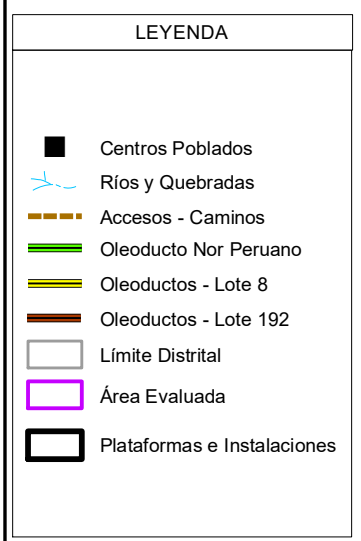 LEYENDA
Centros Poblados
Ríos y Quebradas
Accesos - Caminos
Oleoducto Nor Peruano
Oleoductos - Lote 8
Oleoductos - Lote 192
Límite Distrital
Área Evaluada
Plataformas e Instalaciones